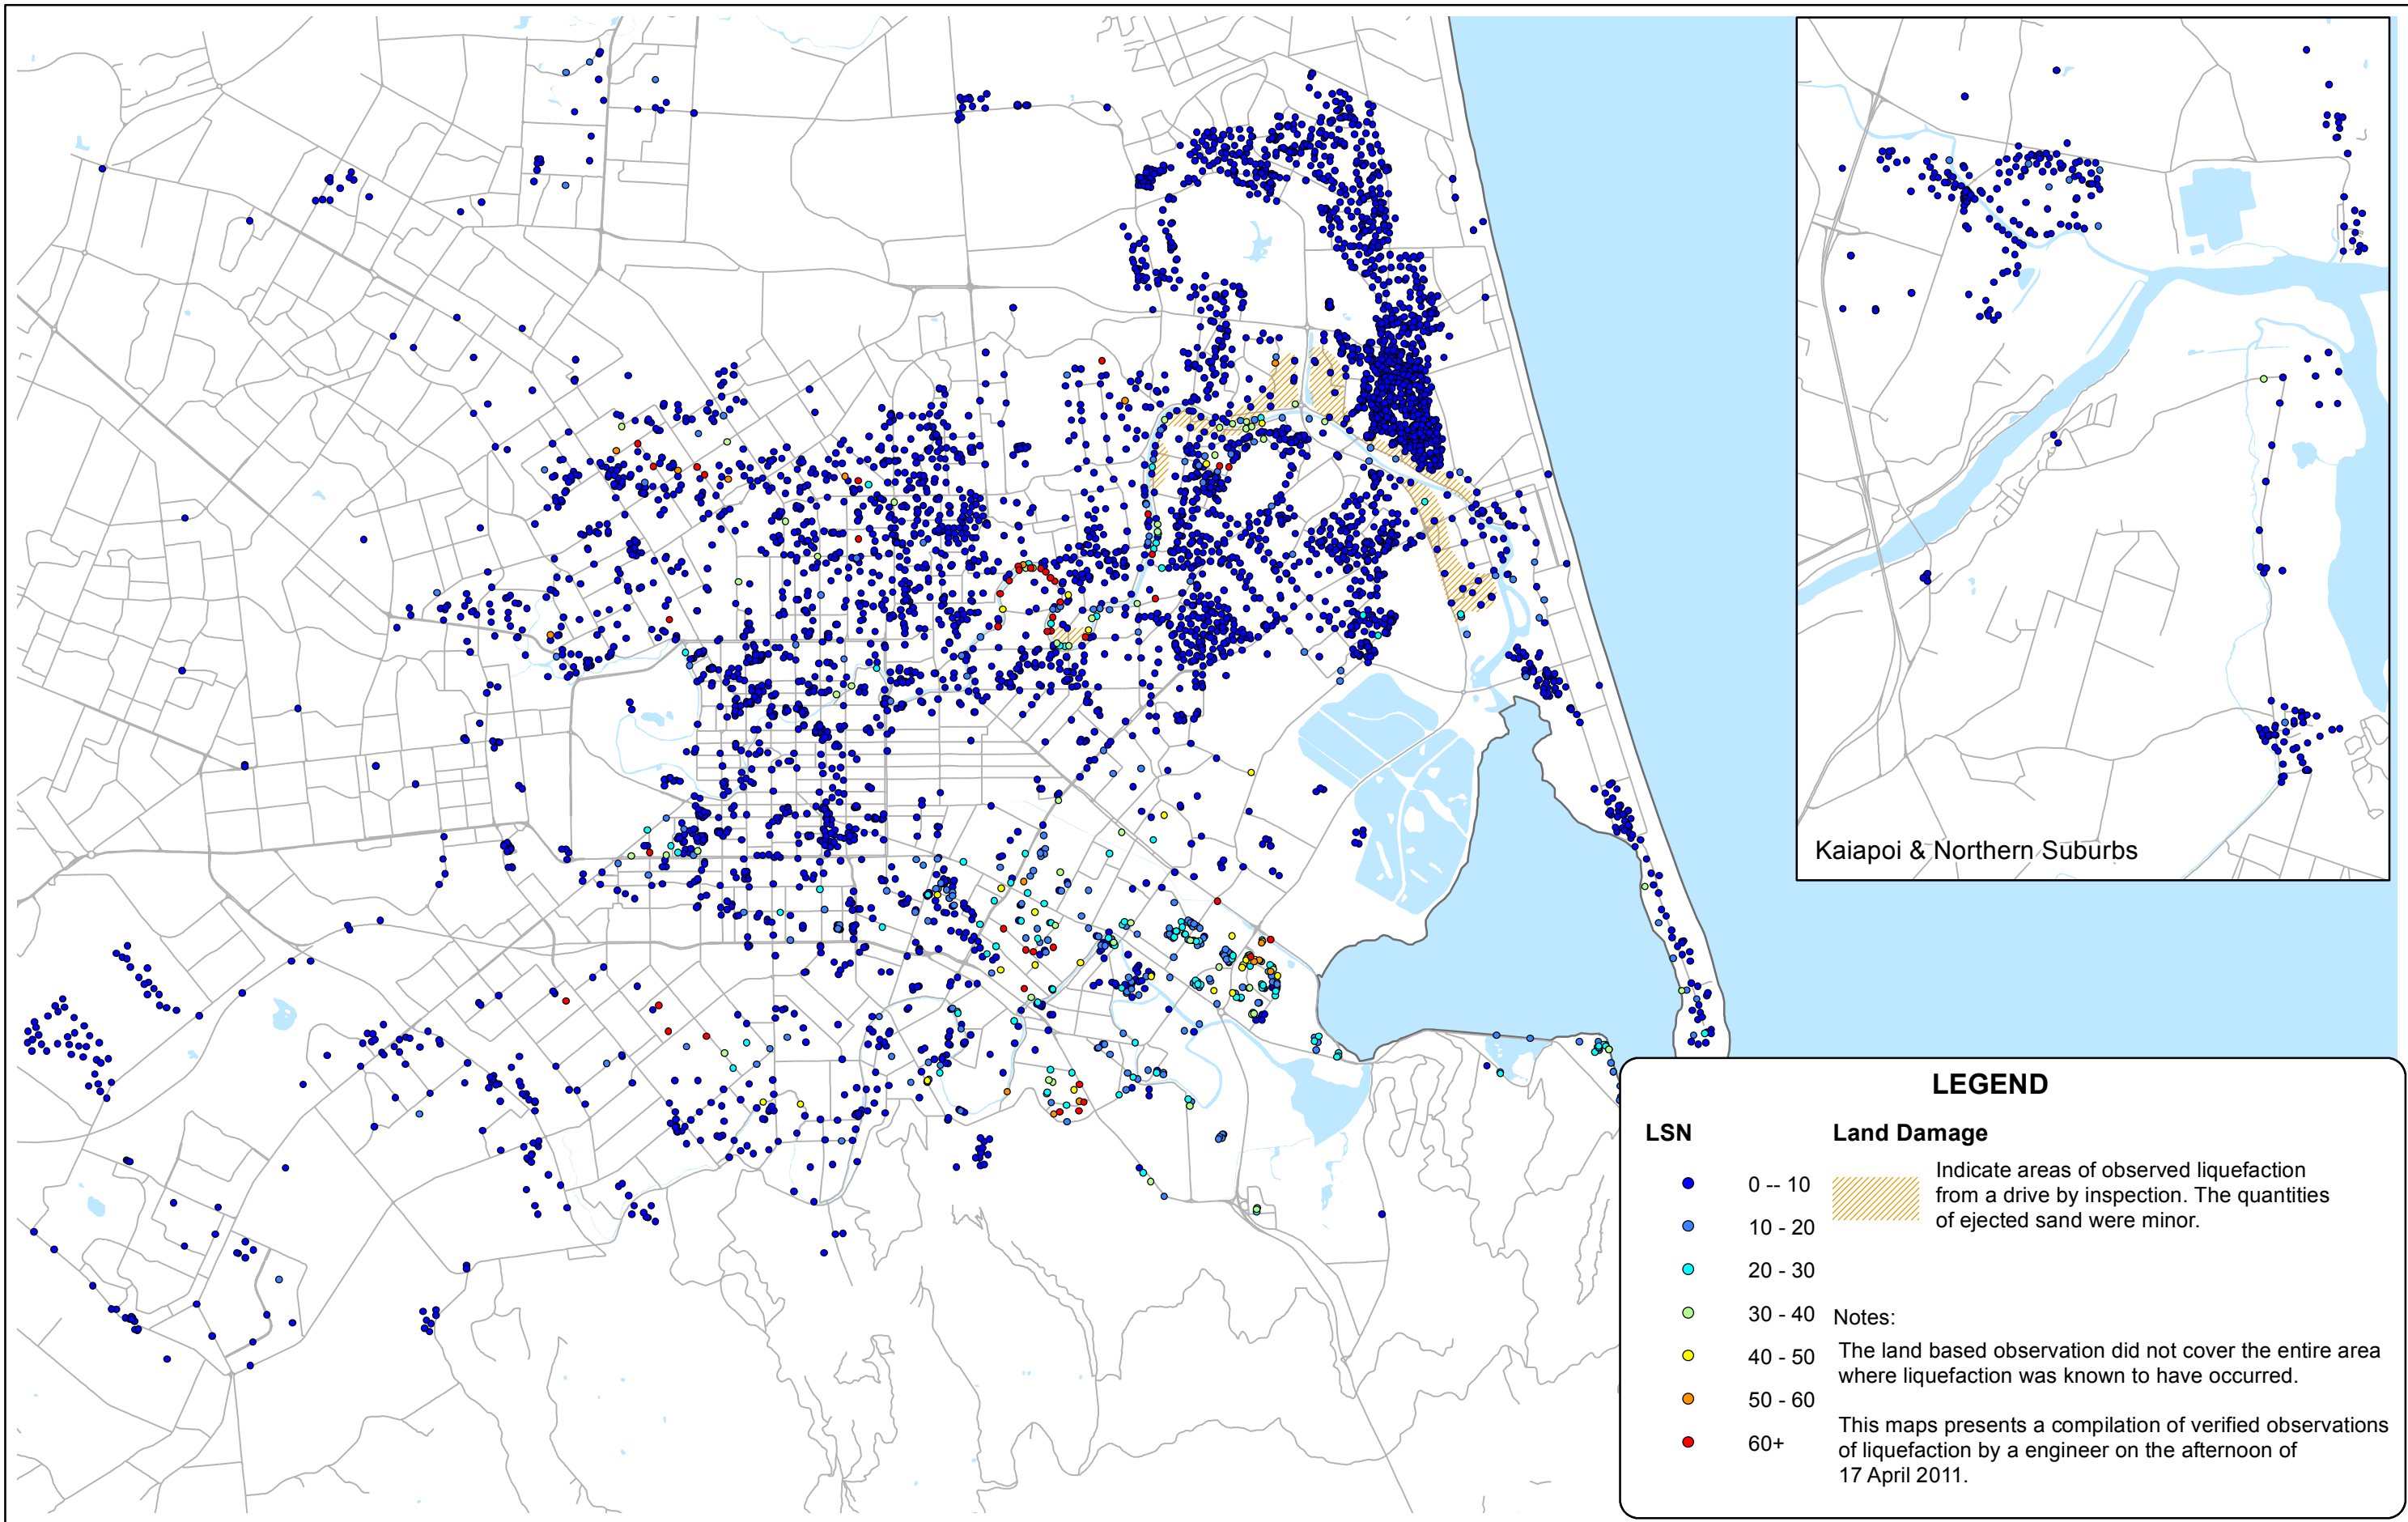 Kaiapoi & Northern Suburbs
LEGEND
LSN
0 -- 10
10 - 20
20 - 30
30 - 40
40 - 50
50 - 60
60+
Land Damage
Indicate areas of observed liquefaction
from a drive by inspection. The quantities
of ejected sand were minor.
Notes:
The land based observation did not cover the entire area
where liquefaction was known to have occurred.
This maps presents a compilation of verified observations
of liquefaction by a engineer on the afternoon of
17 April 2011.